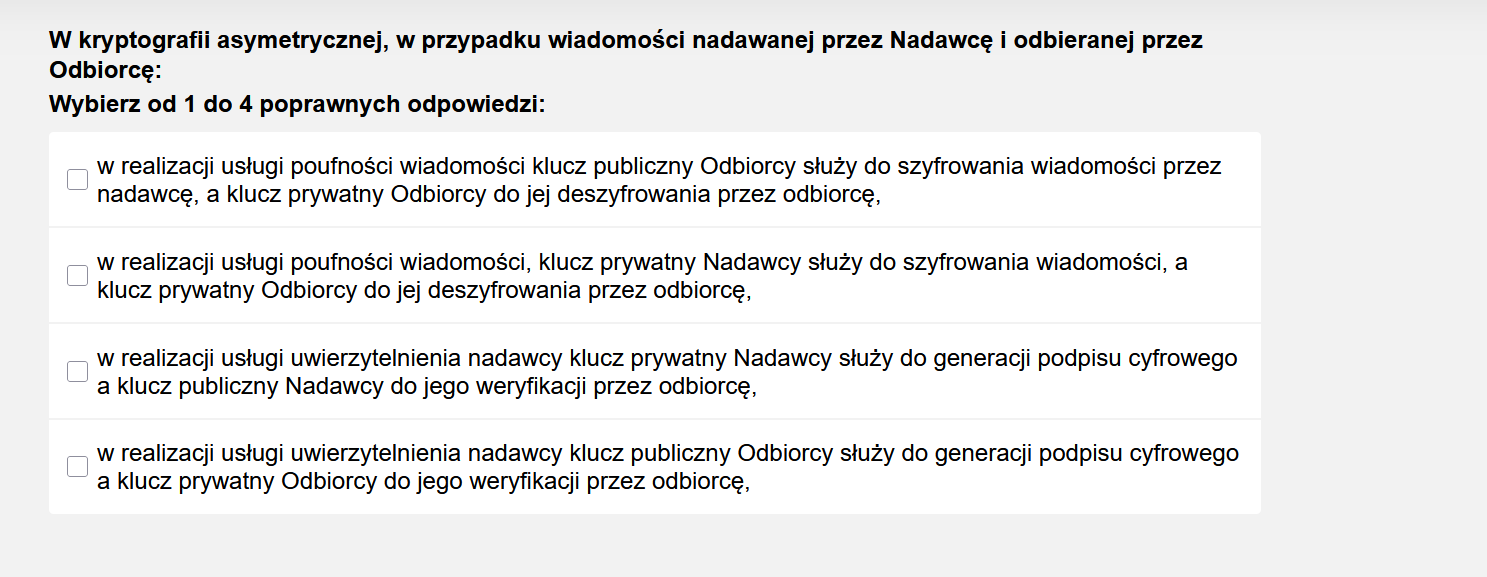 W kryptografii asymetrycznej, w przypadku wiadomości nadawanej przez Nadawcę i odbieranej przez
Odbiorcę:
Wybierz od 1 do 4 poprawnych odpowiedzi:
w realizacji usługi poufności wiadomości klucz publiczny Odbiorcy służy do szyfrowania wiadomości przez
nadawcę, a klucz prywatny Odbiorcy do jej deszyfrowania przez odbiorcę,
w realizacji usługi poufności wiadomości, klucz prywatny Nadawcy służy do szyfrowania wiadomości, a
klucz prywatny Odbiorcy do jej deszyfrowania przez odbiorcę,
w realizacji usługi uwierzytelnienia nadawcy klucz prywatny Nadawcy służy do generacji podpisu cyfrowego
a klucz publiczny Nadawcy do jego weryfikacji przez odbiorcę,
w realizacji usługi uwierzytelnienia nadawcy klucz publiczny Odbiorcy służy do generacji podpisu cyfrowego
a klucz prywatny Odbiorcy do jego weryfikacji przez odbiorcę,